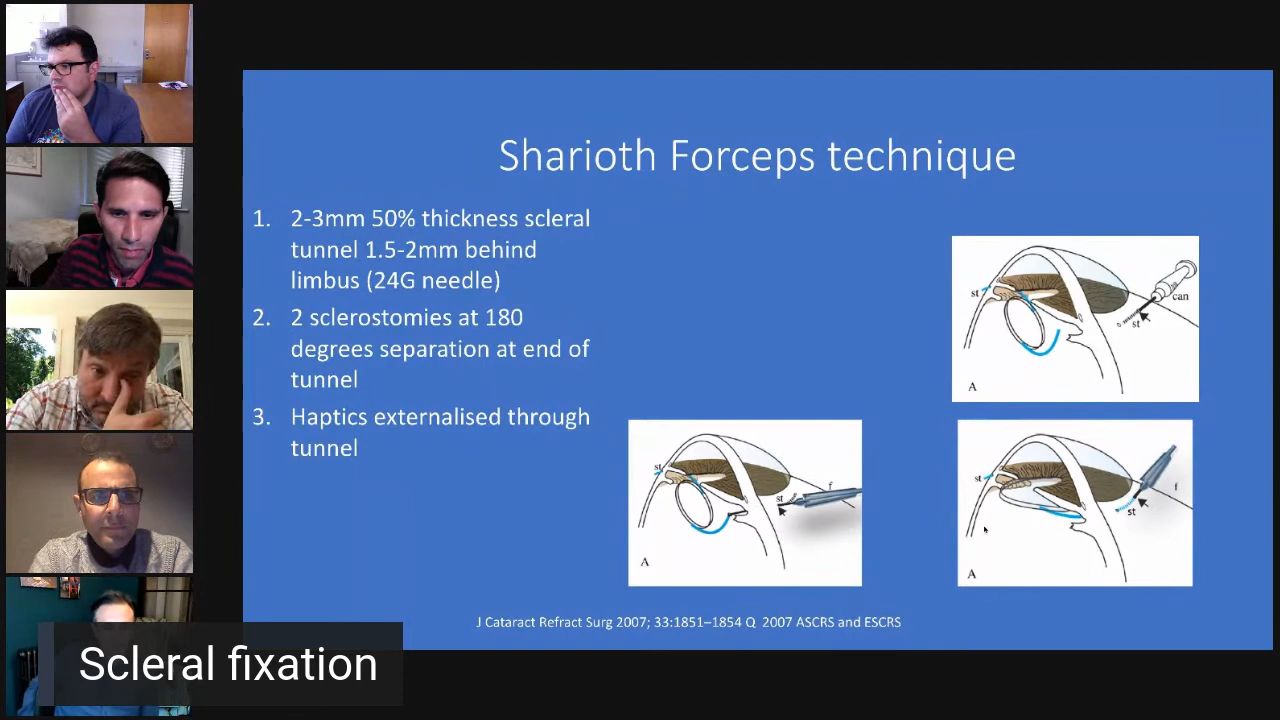 Sharioth Forceps technique
1. 2-3mm 50% thickness scleral
tunnel 1.5-2mm behind
limbus (24G needle)
2. 2 sclerostomies at 180
degrees separation at end of
tunnel
3. Haptics externalised through
tunnel
st
can
st
A
st
st
f
A
st
f
st
A
J Cataract Refract Surg 2007; 33:1851–1854 Q 2007 ASCRS and ESCRS
Scleral fixation